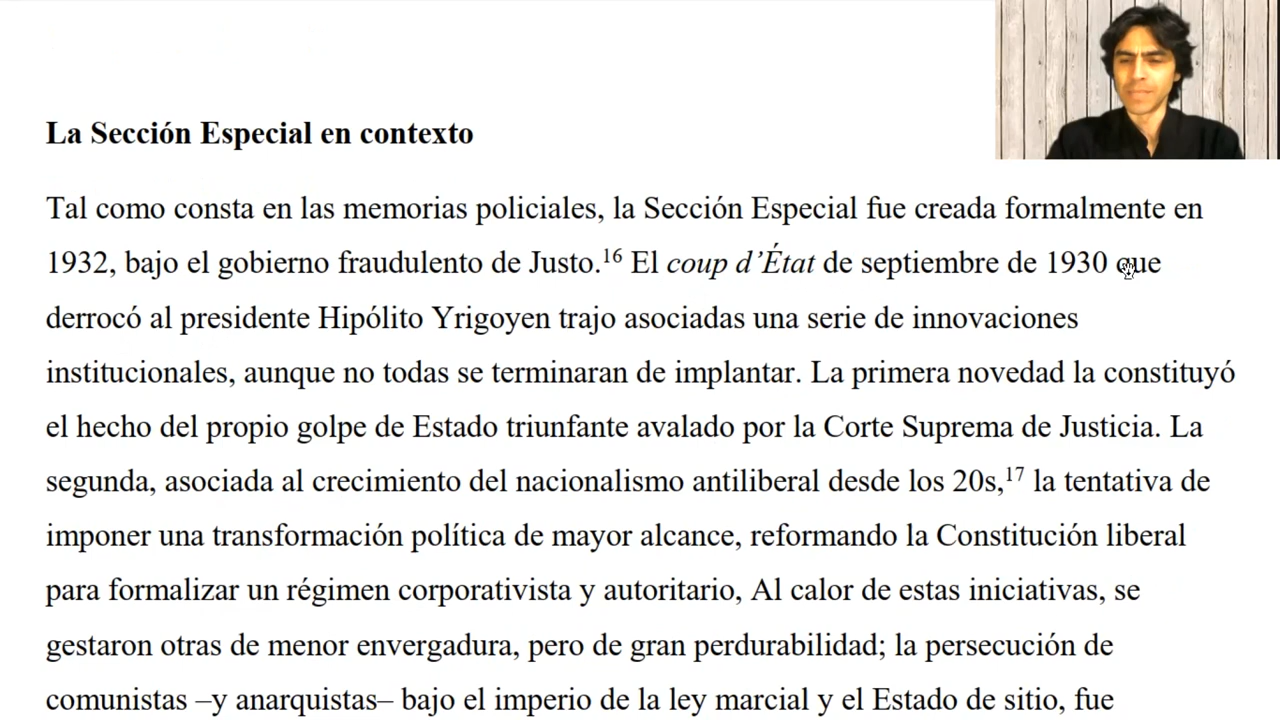 La Sección Especial en contexto
Tal como consta en las memorias policiales, la Sección Especial fue creada formalmente en
1932, bajo el gobierno fraudulento de Justo.16 El coup d’État de septiembre de 1930 que
derrocó al presidente Hipólito Yrigoyen trajo asociadas una serie de innovaciones
institucionales, aunque no todas se terminaran de implantar. La primera novedad la constituyó
el hecho del propio golpe de Estado triunfante avalado por la Corte Suprema de Justicia. La
segunda, asociada al crecimiento del nacionalismo antiliberal desde los 20s,17 la tentativa de
imponer una transformación política de mayor alcance, reformando la Constitución liberal
para formalizar un régimen corporativista y autoritario, Al calor de estas iniciativas, se
gestaron otras de menor envergadura, pero de gran perdurabilidad; la persecución de
comunistas –y anarquistas– bajo el imperio de la ley marcial y el Estado de sitio, fue